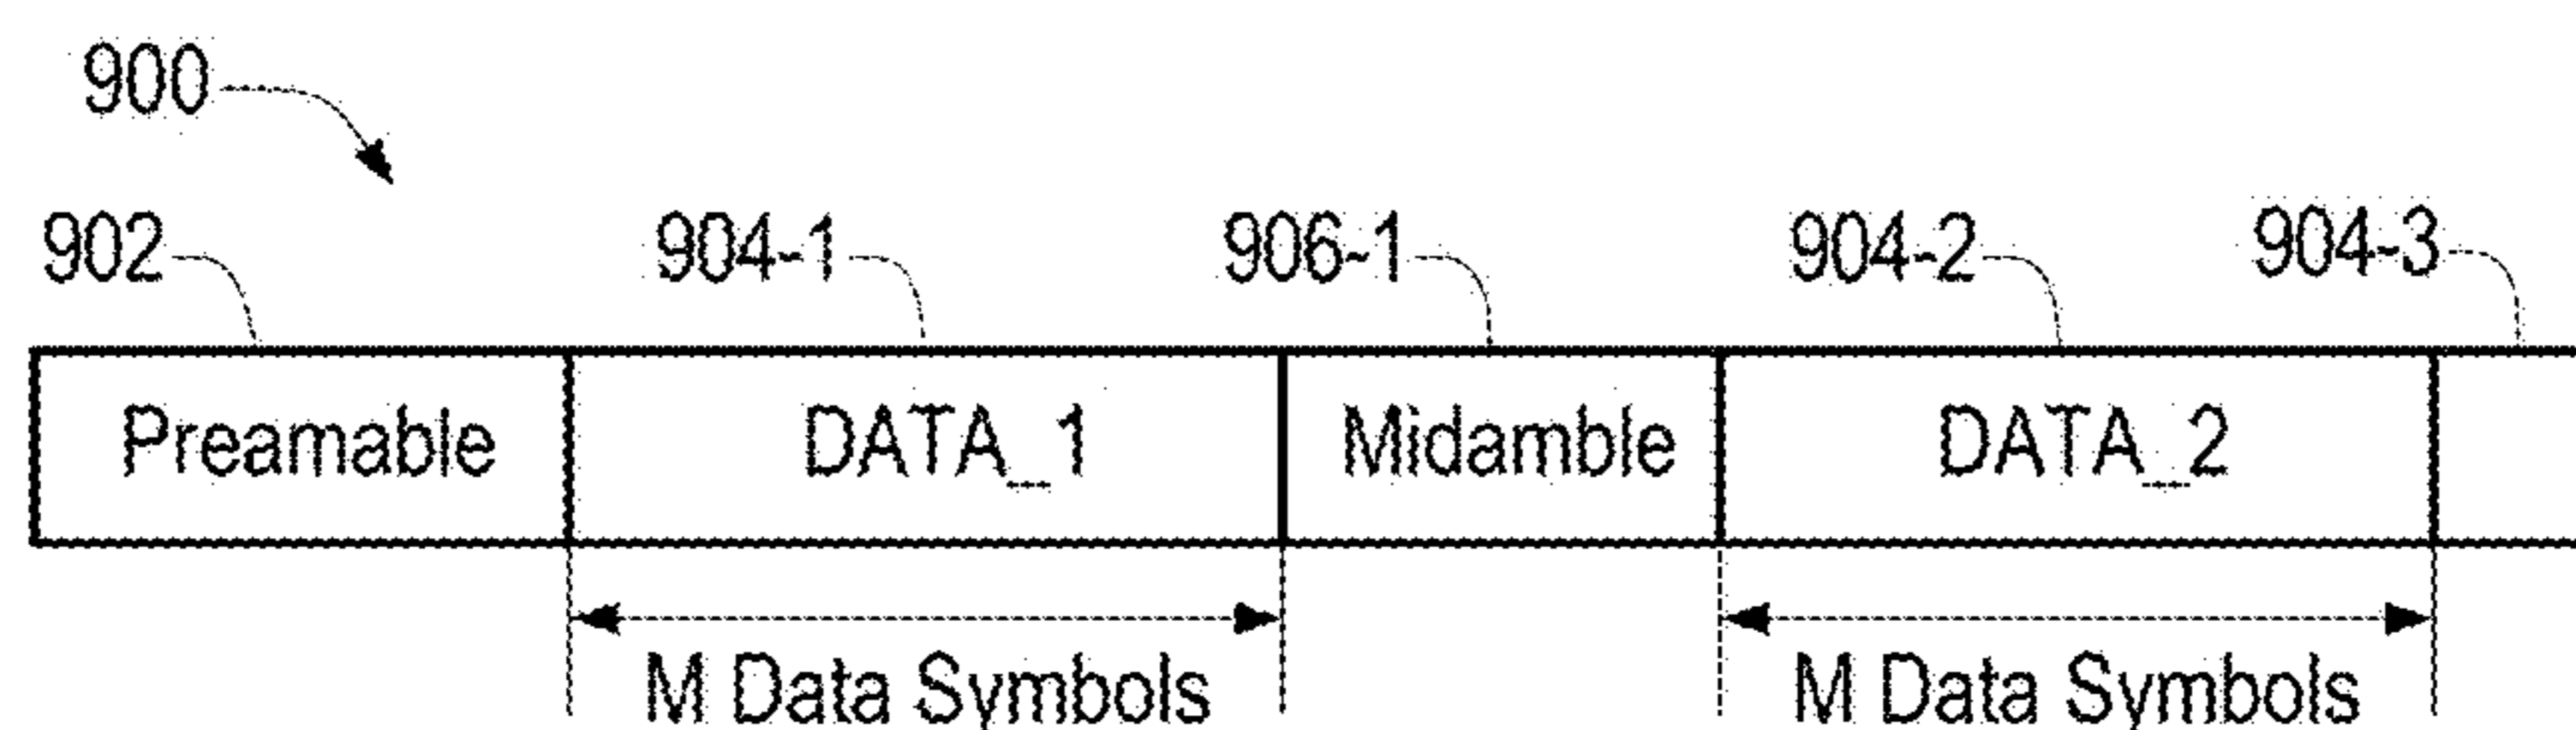 900
902 904-1 906-1 904-2 904-3
Preamable DATA_1 Midamble DATA_2
M Data Symbols M Data Symbols